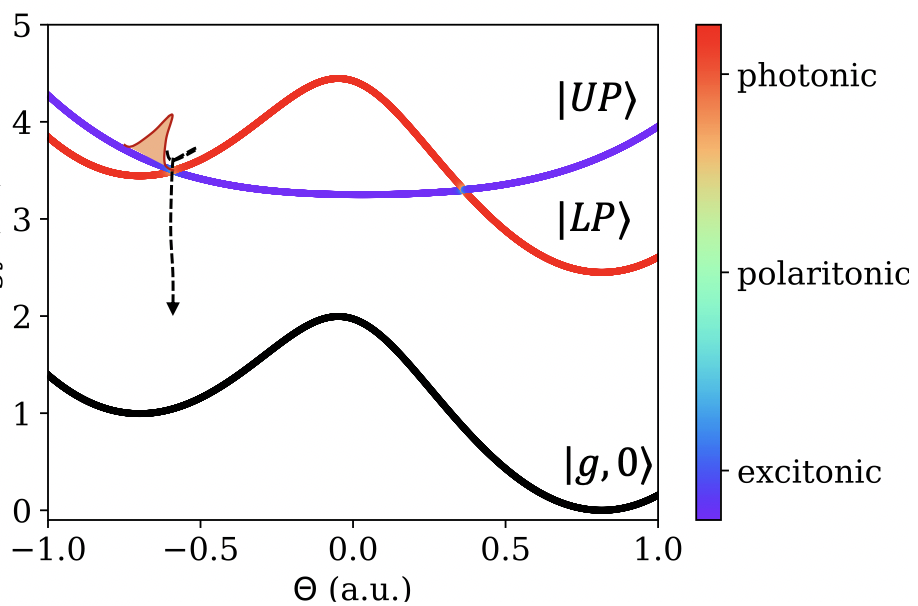 5
4
3
2
1
0
−1.0
−0.5
0.0
0.5
1.0
Θ (a.u.)
|UP⟩
|LP⟩
|g, 0⟩
photonic
polaritonic
excitonic